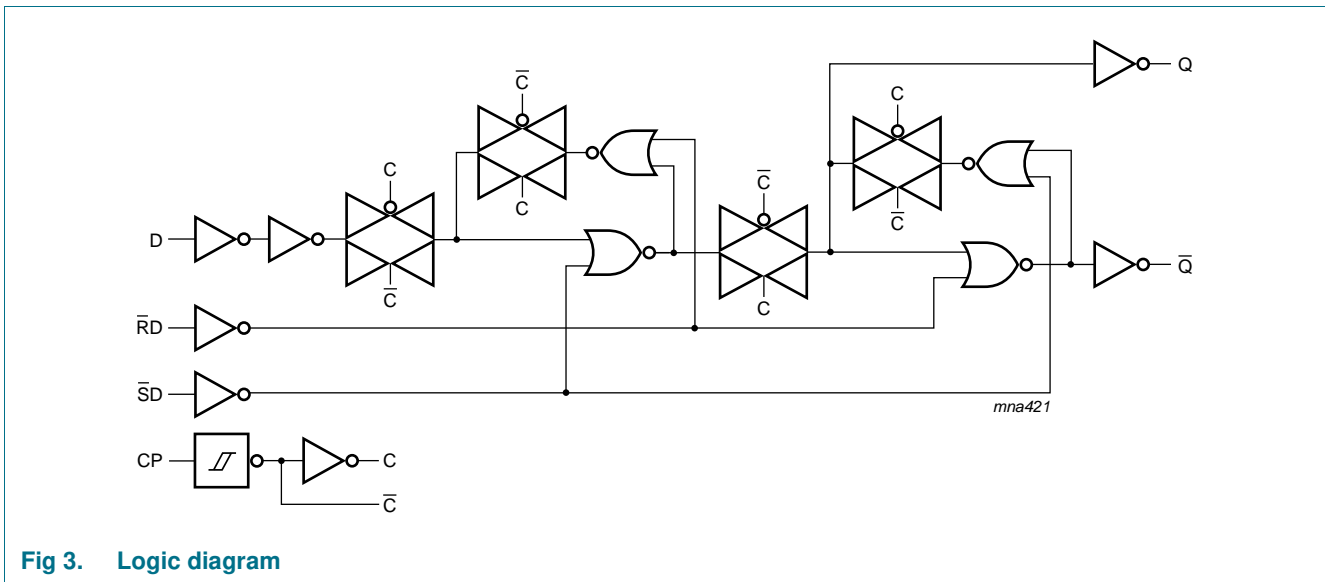 C̅
Q
C
C
C̅
C
C̅
D
Q̅
C̅
C
R̅D
S̅D
mna421
CP
C
C̅
Fig 3. Logic diagram